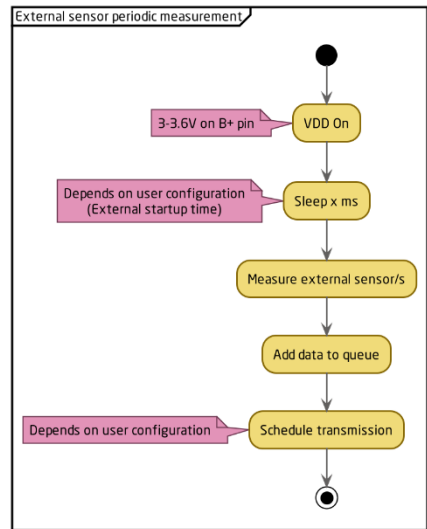 External sensor periodic measurement
3-3.6V on B+ pin
VDD On
Depends on user configuration
(External startup time)
Sleep x ms
Measure external sensor/s
Add data to queue
Depends on user configuration
Schedule transmission